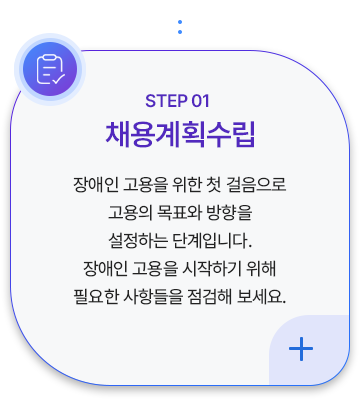 STEP 01
채용계획수립
장애인 고용을 위한 첫 걸음으로
고용의 목표와 방향을
설정하는 단계입니다.
장애인 고용을 시작하기 위해
필요한 사항들을 점검해 보세요.